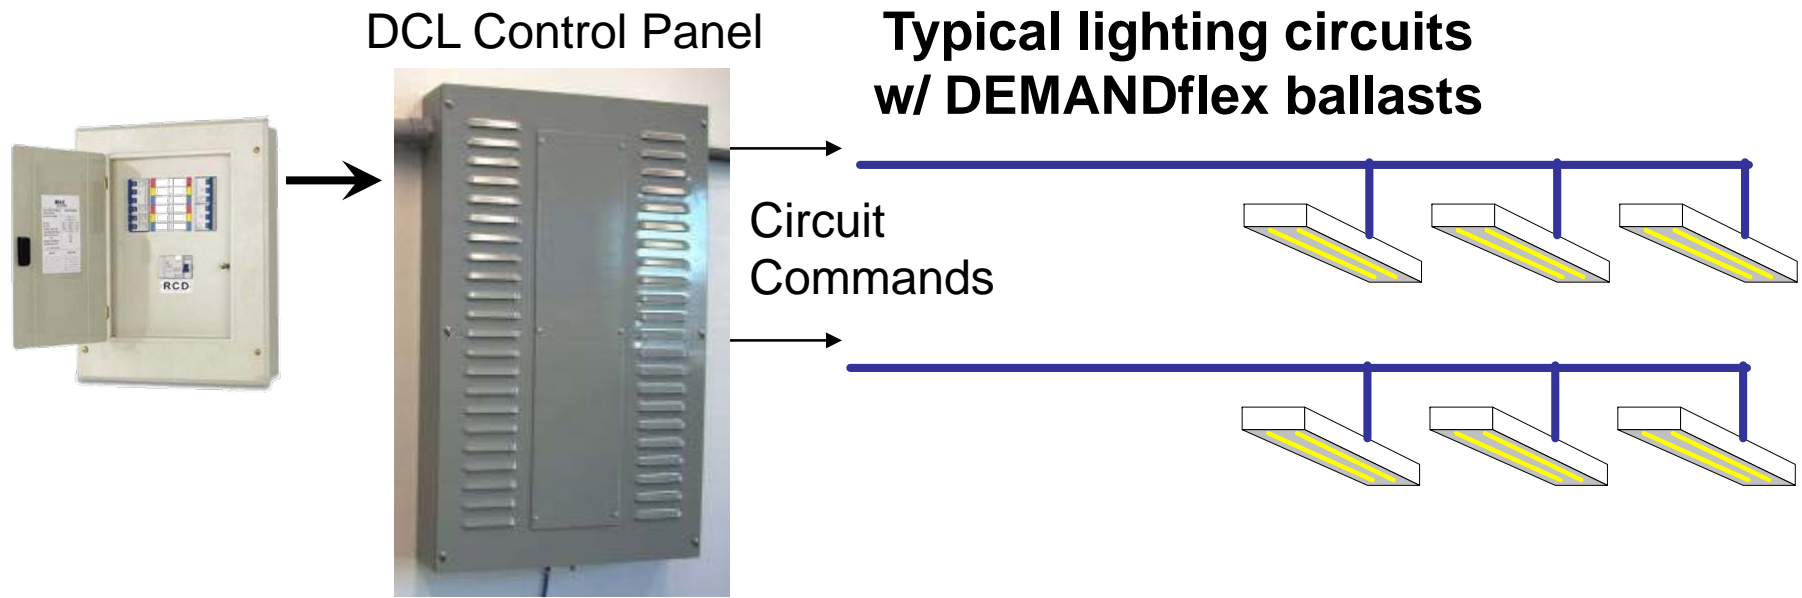 DCL Control Panel
Typical lighting circuits
w/ DEMANDflex ballasts
Circuit
Commands
RCD